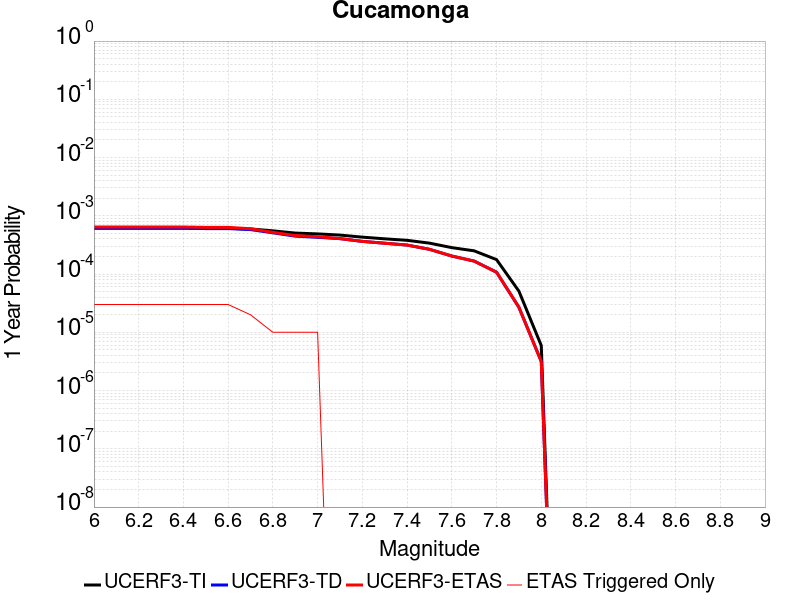 Cucamonga
10^0
10^-1
10^-2
10^-3
10^-4
10^-5
10^-6
10^-7
10^-8
1 Year Probability
6 6.2 6.4 6.6 6.8 7 7.2 7.4 7.6 7.8 8 8.2 8.4 8.6 8.8 9
Magnitude
UCERF3-TI UCERF3-TD UCERF3-ETAS ETAS Triggered Only